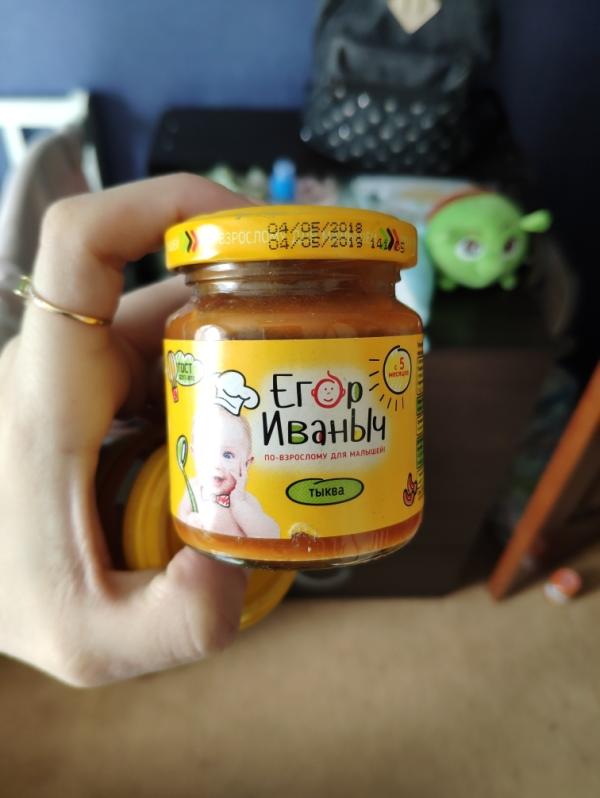 04/05/2018
ВЗРОСЛОМУ
04/05/2019 14:
ГОСТ
с 5
месяцев
Егор
Иваныч
ПО-ВЗРОСЛОМУ ДЛЯ МАЛЫШЕЙ!
тыква